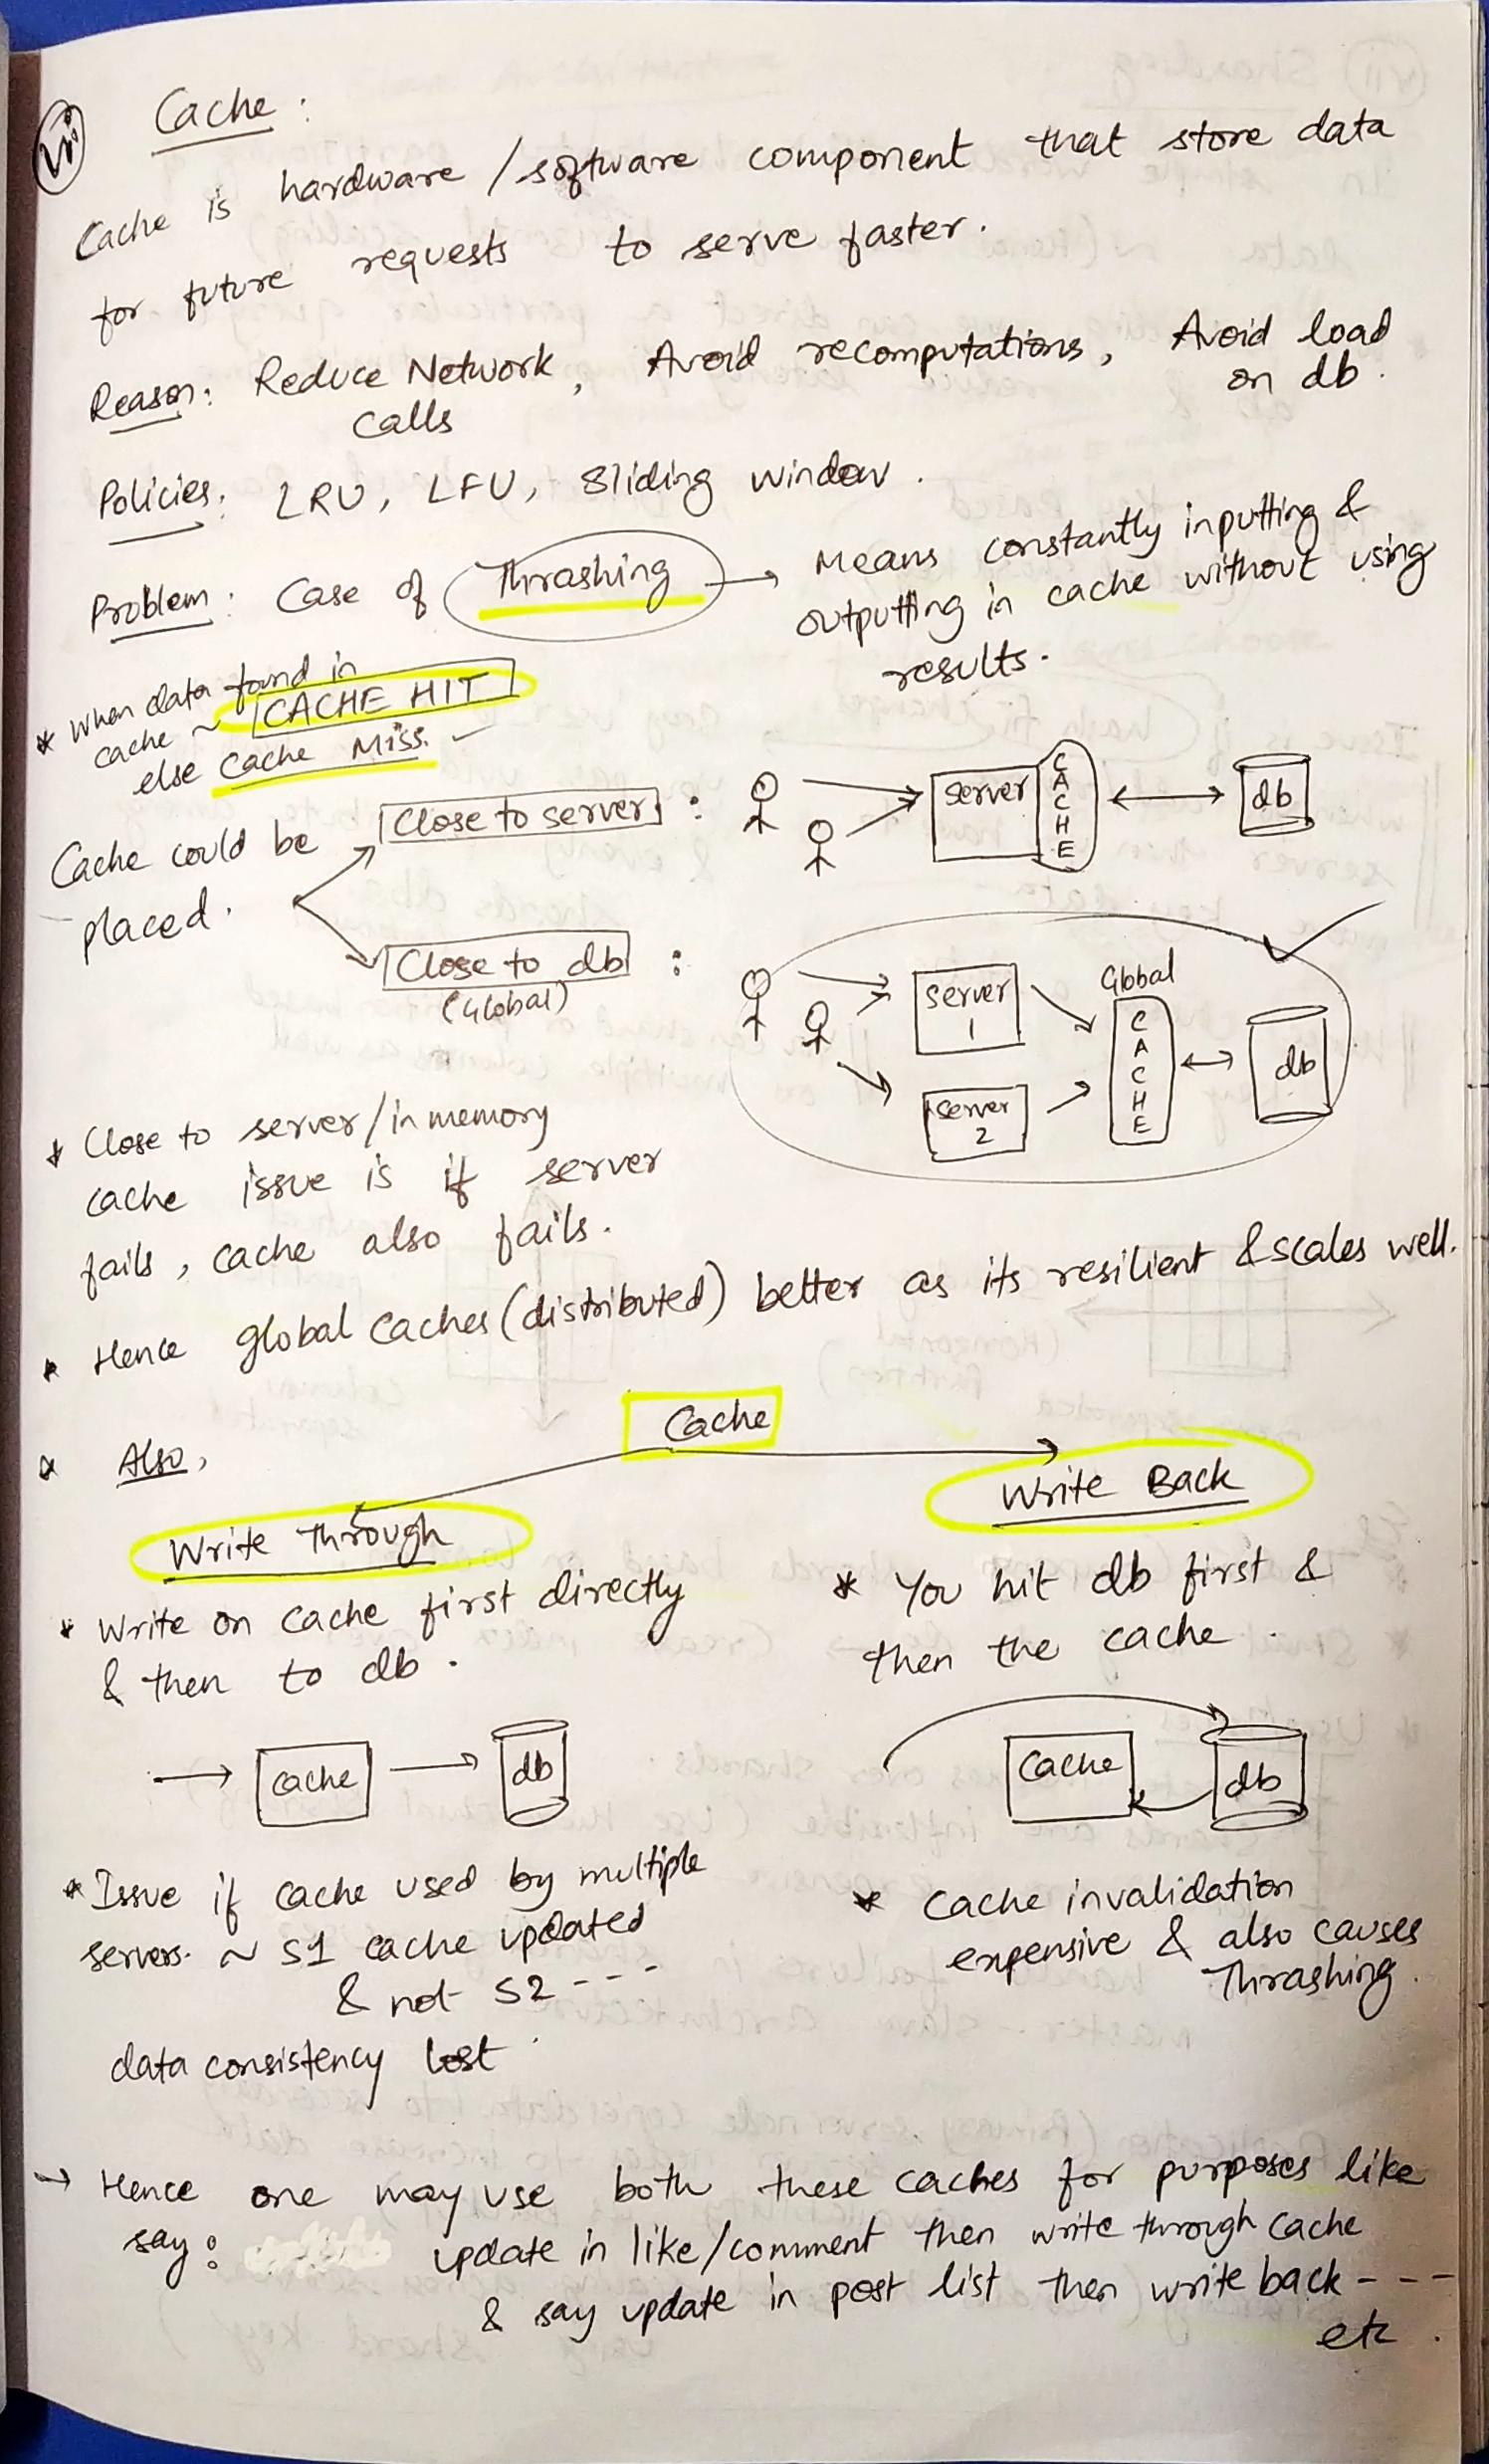 vi
Cache :
Cache is hardware / software component that store data
for future requests to serve faster.
Reason: Reduce Network calls, Avoid recomputations, Avoid load on db.
Policies: LRU, LFU, Sliding window.
Problem: Case of Thrashing → Means constantly inputting &
outputting in cache without using
results.
* When data found in
cache ~ CACHE HIT
else Cache Miss.
Cache could be
placed.
Close to server :
server
CACHE
db
Close to db :
(Global)
server
1
server
2
Global
CACHE
db
* Close to server/in memory
cache issue is if server
fails, cache also fails.
* Hence global caches (distributed) better as its resilient & scales well.
* Also,
Cache
Write Through
* Write on cache first directly
& then to db.
→ cache → db
* Issue if cache used by multiple
servers. ~ S1 cache updated
& not S2 ---
data consistency lost.
Write Back
* You hit db first &
then the cache.
Cache
db
* Cache invalidation
expensive & also causes
Thrashing.
→ Hence one may use both these caches for purposes like
say: update in like/comment then write through cache
& say update in post list then write back ---
etc.